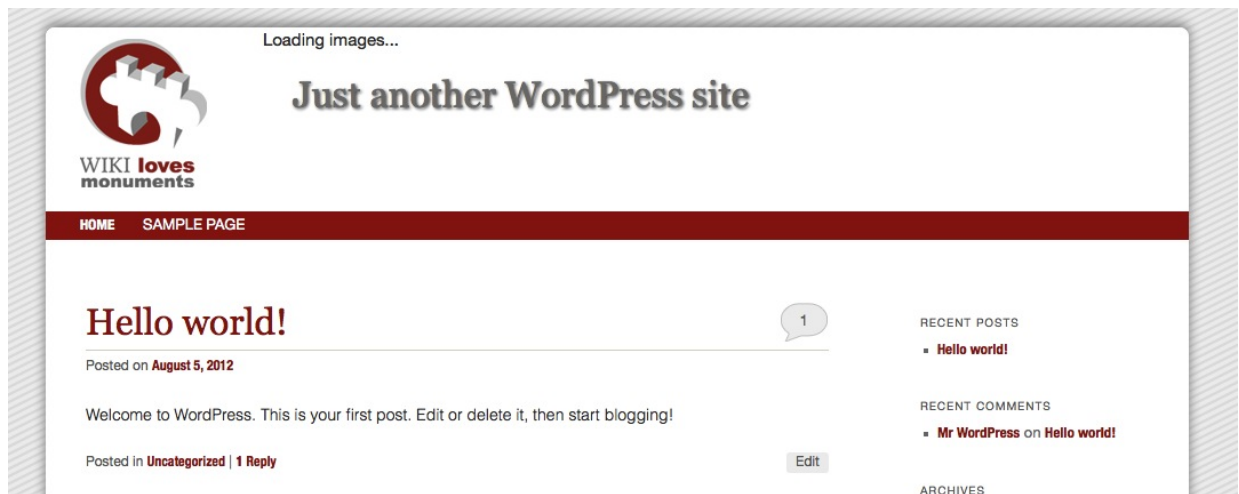 Loading images...
Just another WordPress site
WIKI loves
monuments
HOME SAMPLE PAGE
Hello world!
1
Posted on August 5, 2012
Welcome to WordPress. This is your first post. Edit or delete it, then start blogging!
Posted in Uncategorized | 1 Reply
Edit
RECENT POSTS
Hello world!
RECENT COMMENTS
Mr WordPress on Hello world!
ARCHIVES